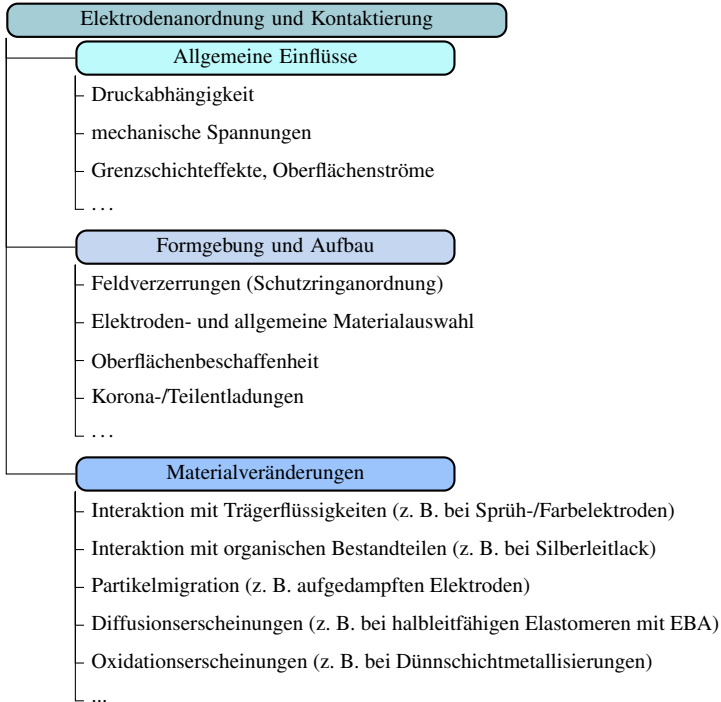 Elektrodenanordnung und Kontaktierung
Allgemeine Einflüsse
Druckabhängigkeit
mechanische Spannungen
Grenzschichteffekte, Oberflächenströme
. . .
Formgebung und Aufbau
Feldverzerrungen (Schutzringanordnung)
Elektroden- und allgemeine Materialauswahl
Oberflächenbeschaffenheit
Korona-/Teilentladungen
. . .
Materialveränderungen
Interaktion mit Trägerflüssigkeiten (z. B. bei Sprüh-/Farbelektroden)
Interaktion mit organischen Bestandteilen (z. B. bei Silberleitlack)
Partikelmigration (z. B. aufgedampften Elektroden)
Diffusionserscheinungen (z. B. bei halbleitfähigen Elastomeren mit EBA)
Oxidationserscheinungen (z. B. bei Dünnschichtmetallisierungen)
...